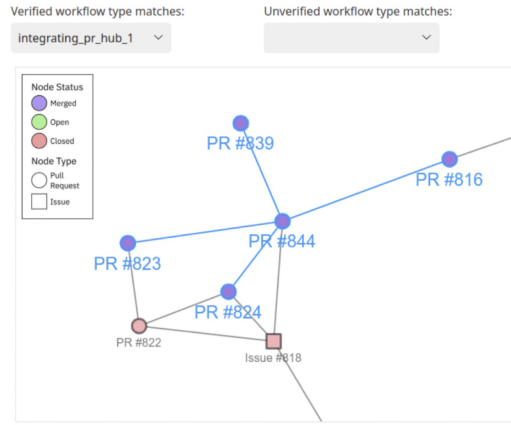 Verified workflow type matches:
Unverified workflow type matches:
integrating_pr_hub_1
Node Status
Merged
Open
Closed
Node Type
Pull
Request
Issue
PR #839
PR #816
PR #844
PR #823
PR #824
PR #822
Issue #818